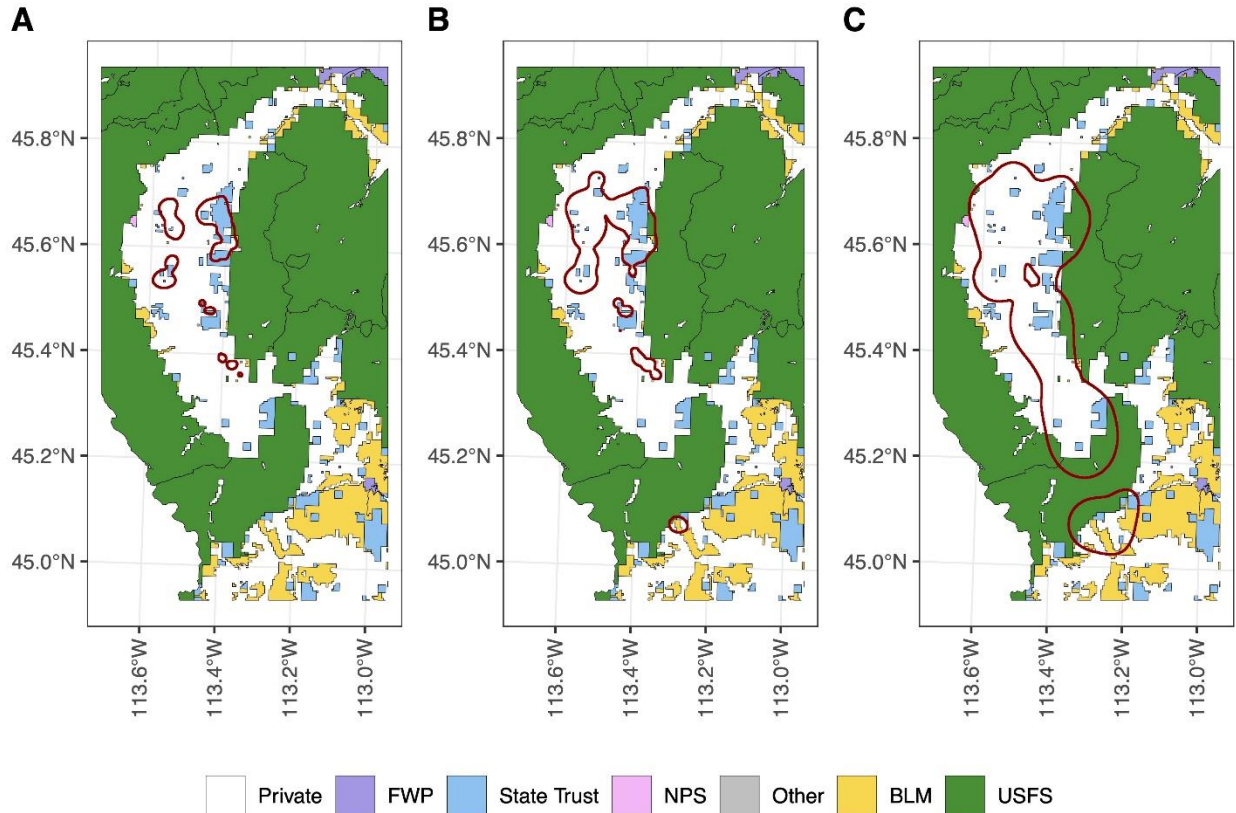 A B C
45.8°N 45.8°N 45.8°N
45.6°N 45.6°N 45.6°N
45.4°N 45.4°N 45.4°N
45.2°N 45.2°N 45.2°N
45.0°N 45.0°N 45.0°N
113.6°W 113.4°W 113.2°W 113.0°W 113.6°W 113.4°W 113.2°W 113.0°W 113.6°W 113.4°W 113.2°W 113.0°W
Private FWP State Trust NPS Other BLM USFS